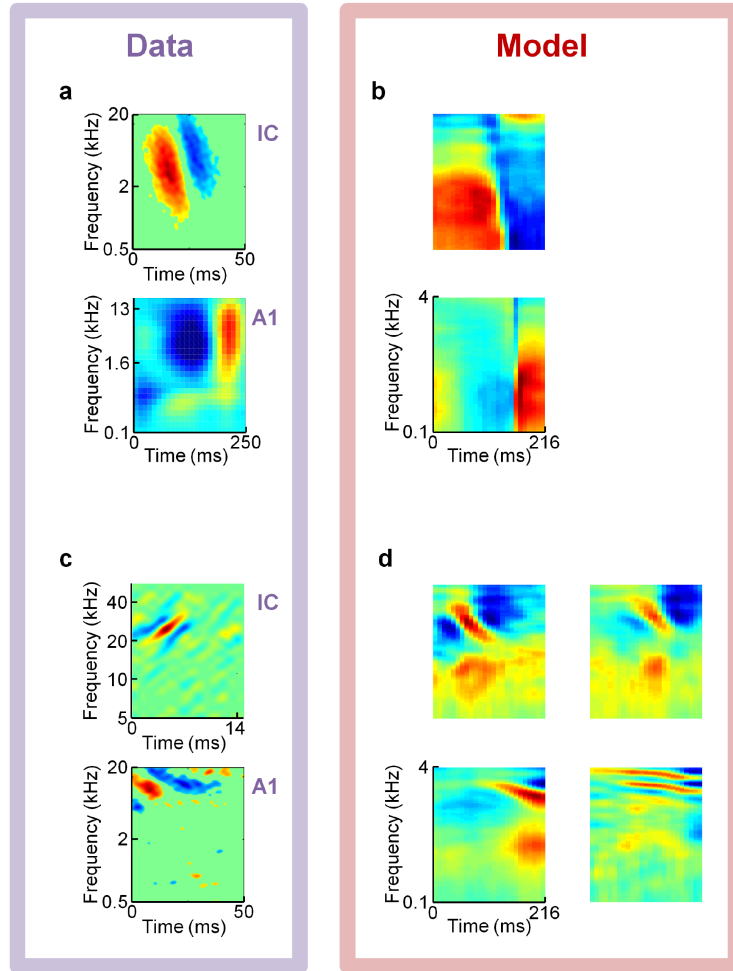 Data
Model
a
b
20
IC
Frequency (kHz)
2
0.5
0
50
Time (ms)
13
A1
Frequency (kHz)
1.6
0.1
0
250
Time (ms)
4
Frequency (kHz)
0.1
0
216
Time (ms)
c
d
40
IC
Frequency (kHz)
20
10
5
0
14
Time (ms)
20
A1
Frequency (kHz)
2
0.5
0
50
Time (ms)
4
Frequency (kHz)
0.1
0
216
Time (ms)